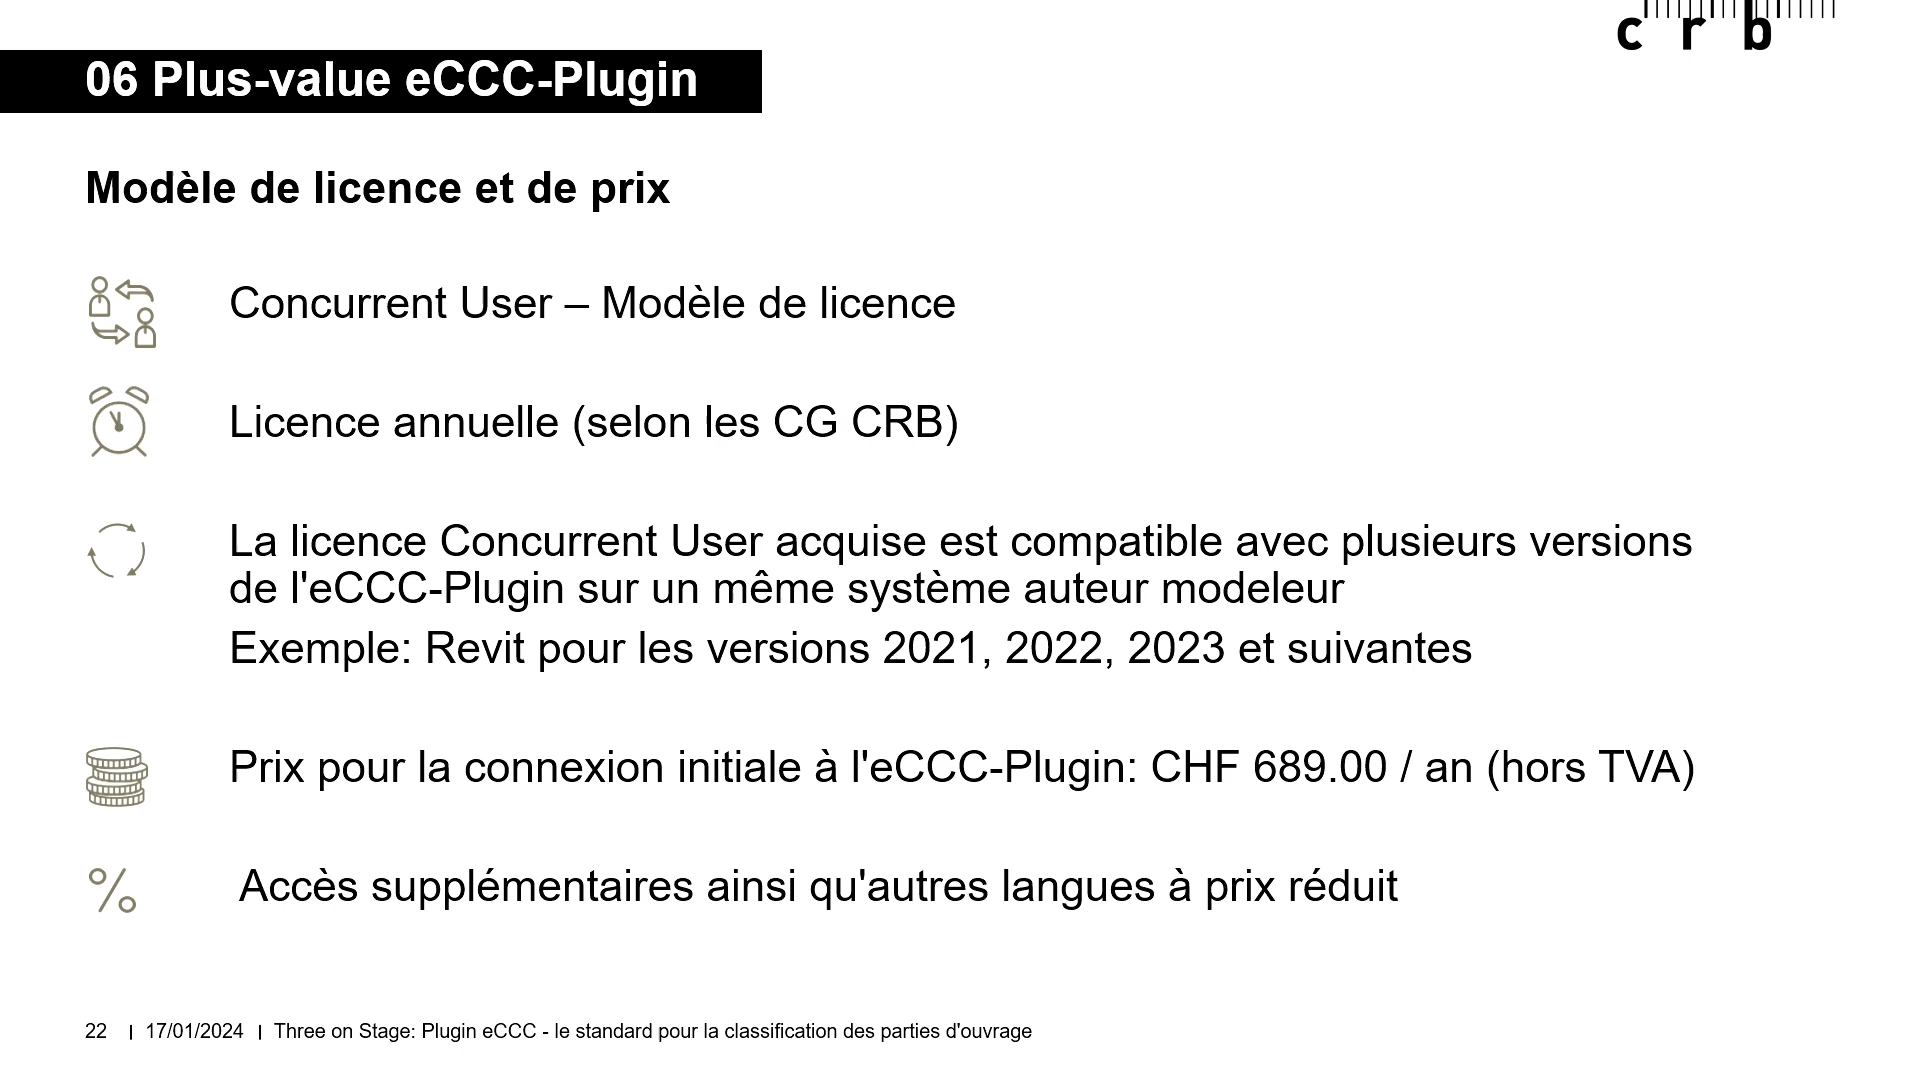 crb
06 Plus-value eCCC-Plugin
Modèle de licence et de prix
Concurrent User – Modèle de licence
Licence annuelle (selon les CG CRB)
La licence Concurrent User acquise est compatible avec plusieurs versions
de l'eCCC-Plugin sur un même système auteur modeleur
Exemple: Revit pour les versions 2021, 2022, 2023 et suivantes
Prix pour la connexion initiale à l'eCCC-Plugin: CHF 689.00 / an (hors TVA)
Accès supplémentaires ainsi qu'autres langues à prix réduit
22 | 17/01/2024 | Three on Stage: Plugin eCCC - le standard pour la classification des parties d'ouvrage